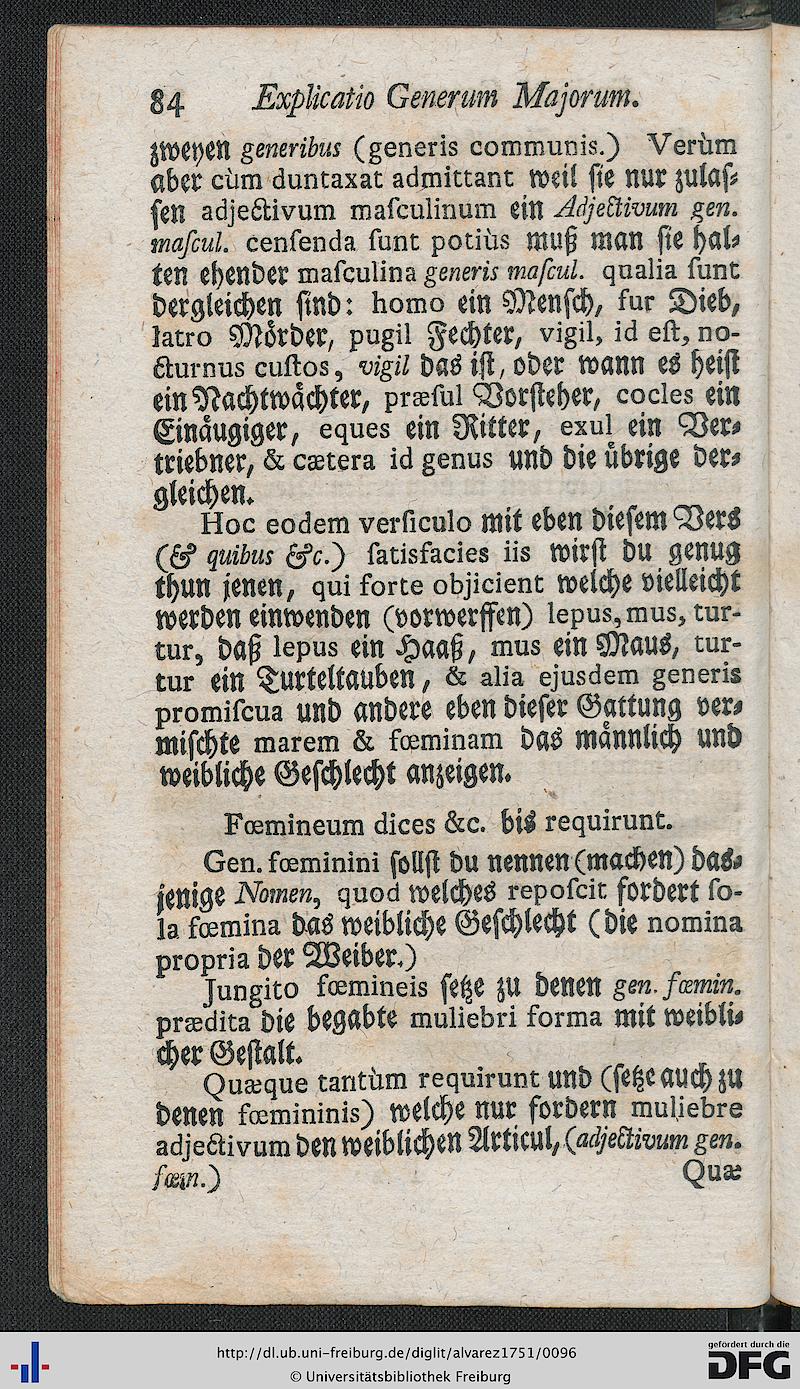 84 Explicatio Generum Majorum.
zweyen generibus (generis communis.) Verùm
aber cùm duntaxat admittant weil ſie nur zulaſ⸗
ſen adjectivum maſculinum ein Adjectivum gen.
maſcul. cenſenda ſunt potiùs muß man ſie hal⸗
ten ehender maſculina generis maſcul. qualia ſunt
dergleichen ſind: homo ein Menſch, fur Dieb,
latro Mörder, pugil Fechter, vigil, id eſt, no-
cturnus cuſtos, vigil das iſt, oder wann es heiſt
ein Nachtwächter, præſul Vorſteher, cocles ein
Einäugiger, eques ein Ritter, exul ein Ver⸗
triebner, & cætera id genus und die übrige der⸗
gleichen.
Hoc eodem verſiculo mit eben dieſem Vers
(& quibus &c.) ſatisfacies iis wirſt du genug
thun jenen, qui forte objicient welche vielleicht
werden einwenden (vorwerffen) lepus, mus, tur-
tur, daß lepus ein Haaß, mus ein Maus, tur-
tur ein Turteltauben, & alia ejusdem generis
promiſcua und andere eben dieſer Gattung ver⸗
miſchte marem & fœminam das männlich und
weibliche Geſchlecht anzeigen.
Fœmineum dices &c. bis requirunt.
Gen. fœminini ſollſt du nennen (machen) das⸗
jenige Nomen, quod welches repoſcit fordert ſo-
la fœmina das weibliche Geſchlecht (die nomina
propria der Weiber.)
Jungito fœmineis ſetze zu denen gen. fœmin.
prædita die begabte muliebri forma mit weibli⸗
cher Geſtalt.
Quæque tantùm requirunt und (ſetze auch zu
denen fœmininis) welche nur fordern muliebre
adjectivum den weiblichen Articul, (adjectivum gen.
fœm.) Quæ
http://dl.ub.uni-freiburg.de/diglit/alvarez1751/0096
© Universitätsbibliothek Freiburg
gefördert durch die
DFG